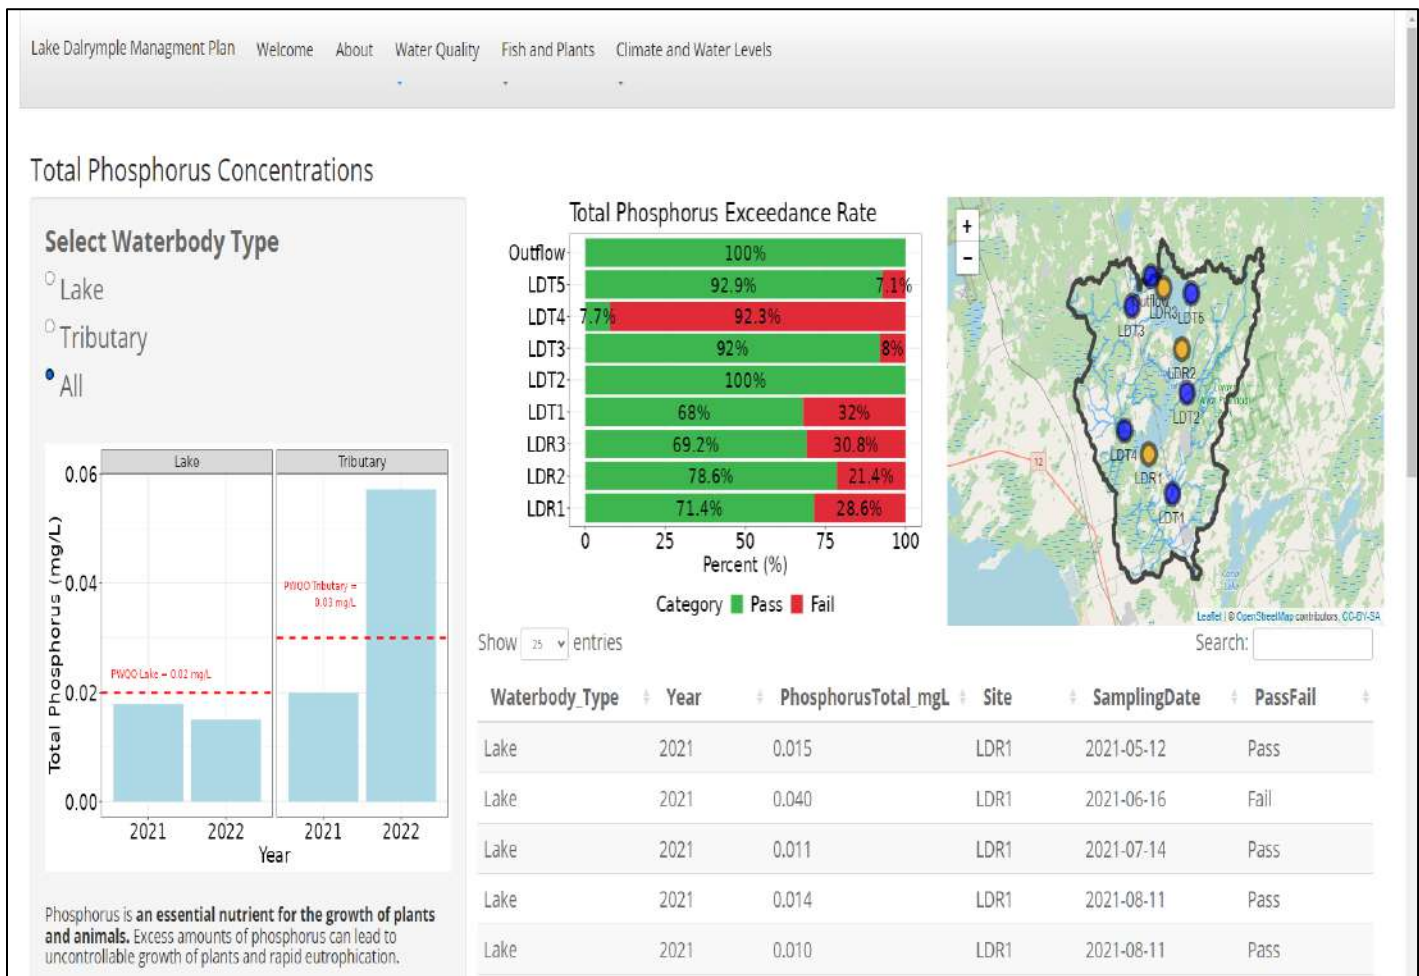 Lake Dalrymple Managment Plan Welcome About Water Quality Fish and Plants Climate and Water Levels
Total Phosphorus Concentrations
Select Waterbody Type
Lake
Tributary
All
Lake Tributary
Total Phosphorus (mg/L)
0.06
0.04
0.02
0.00
PWQO Lake = 0.02 mg/L
PWQO Tributary =
0.03 mg/L
2021 2022 2021 2022
Year
Phosphorus is an essential nutrient for the growth of plants
and animals. Excess amounts of phosphorus can lead to
uncontrollable growth of plants and rapid eutrophication.
Total Phosphorus Exceedance Rate
Outflow 100%
LDT5 92.9% 7.1%
LDT4 7.7% 92.3%
LDT3 92% 8%
LDT2 100%
LDT1 68% 32%
LDR3 69.2% 30.8%
LDR2 78.6% 21.4%
LDR1 71.4% 28.6%
0 25 50 75 100
Percent (%)
Category Pass Fail
+
-
Outflow
LDR3
LDT5
LDT3
LDR2
LDT2
LDT4
LDR1
LDT1
12
Leaflet | © OpenStreetMap contributors, CC-BY-SA
Show 25 entries Search:
Waterbody_Type Year PhosphorusTotal_mgL Site SamplingDate PassFail
Lake 2021 0.015 LDR1 2021-05-12 Pass
Lake 2021 0.040 LDR1 2021-06-16 Fail
Lake 2021 0.011 LDR1 2021-07-14 Pass
Lake 2021 0.014 LDR1 2021-08-11 Pass
Lake 2021 0.010 LDR1 2021-08-11 Pass